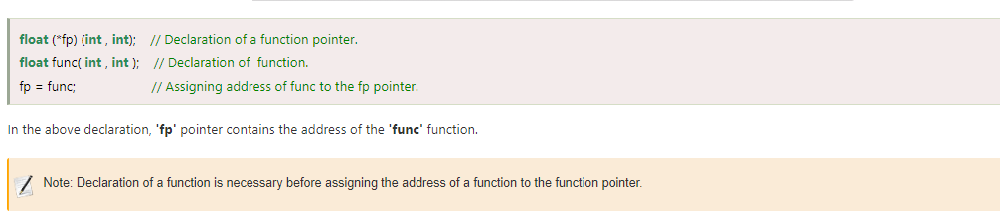 float (*fp) (int , int);    // Declaration of a function pointer.
float func( int , int );    // Declaration of  function.
fp = func;                      // Assigning address of func to the fp pointer.
In the above declaration, 'fp' pointer contains the address of the 'func' function.
Note: Declaration of a function is necessary before assigning the address of a function to the function pointer.